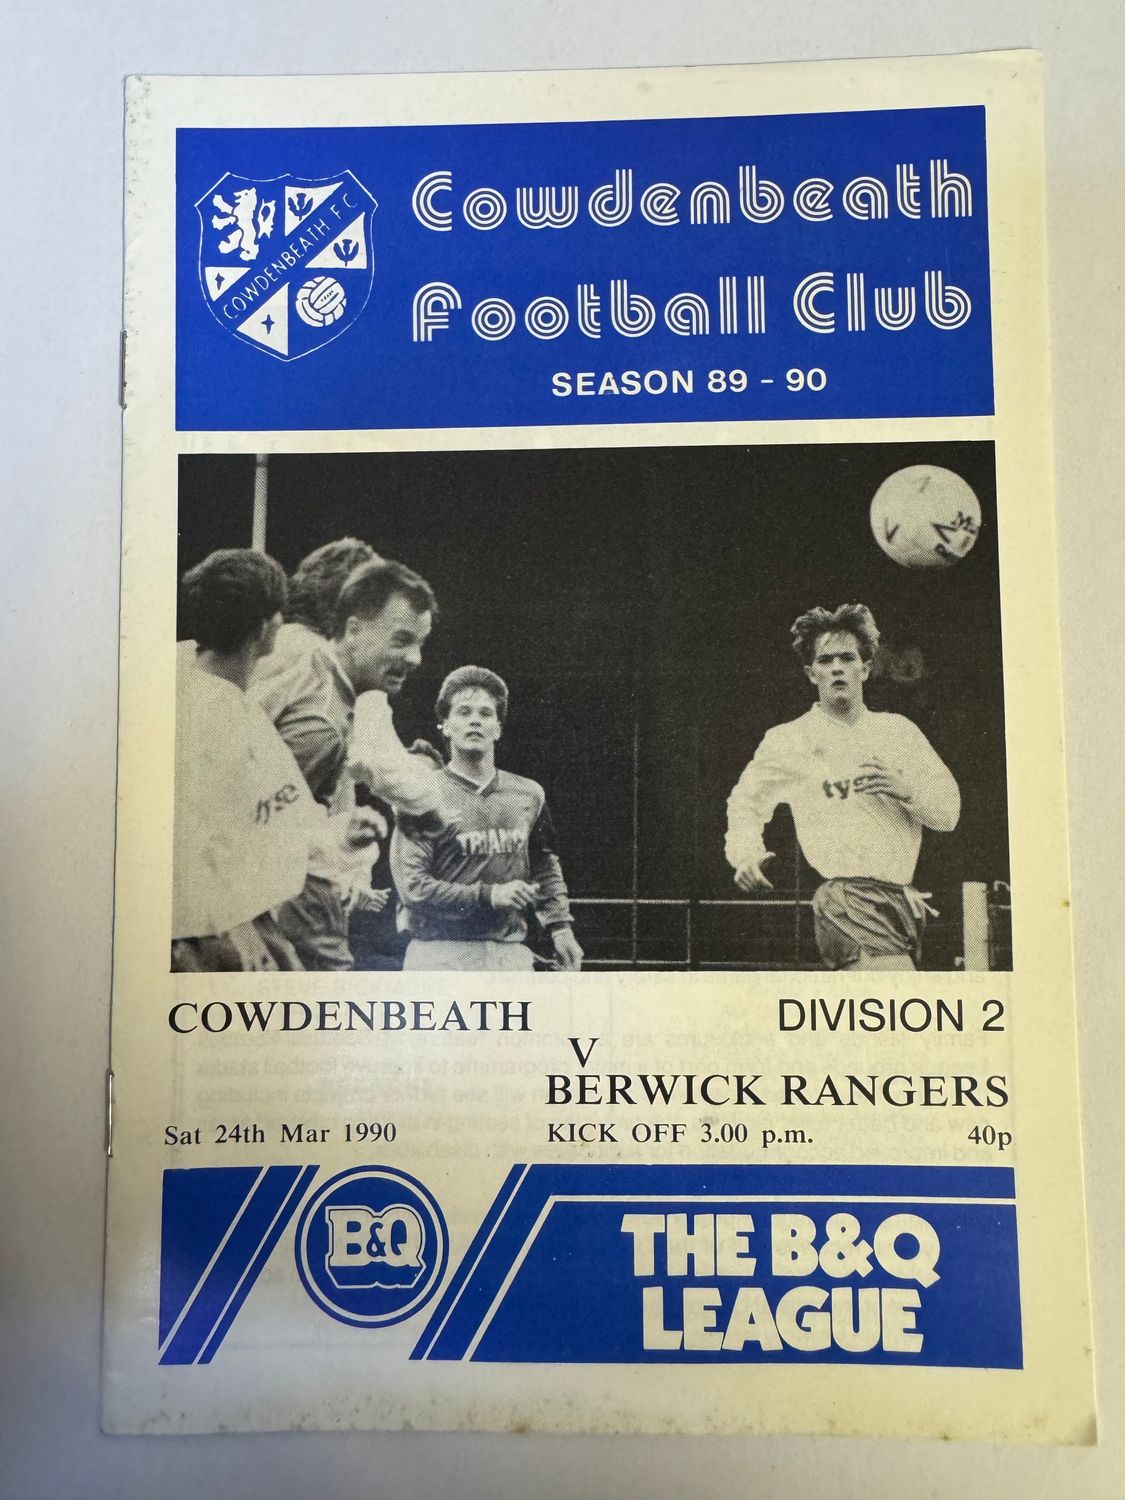 COWDENBEATH F C
Cowdenbeath
Football Club
SEASON 89 - 90
TRIANC
COWDENBEATH
DIVISION 2
V
BERWICK RANGERS
Sat 24th Mar 1990
KICK OFF 3.00 p.m.
40p
B&Q
THE B&Q
LEAGUE